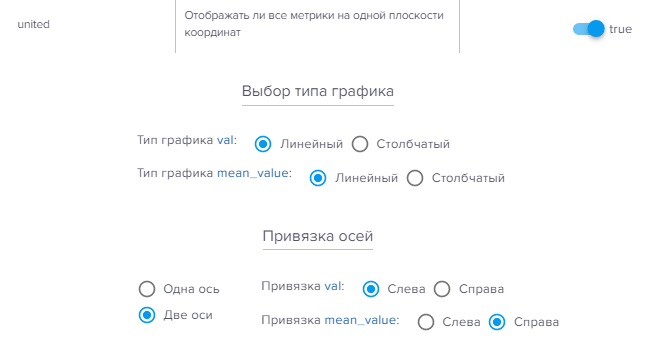 united
Отображать ли все метрики на одной плоскости
координат
true
Выбор типа графика
Тип графика val: Линейный Столбчатый
Тип графика mean_value: Линейный Столбчатый
Привязка осей
Одна ось
Две оси
Привязка val: Слева Справа
Привязка mean_value: Слева Справа